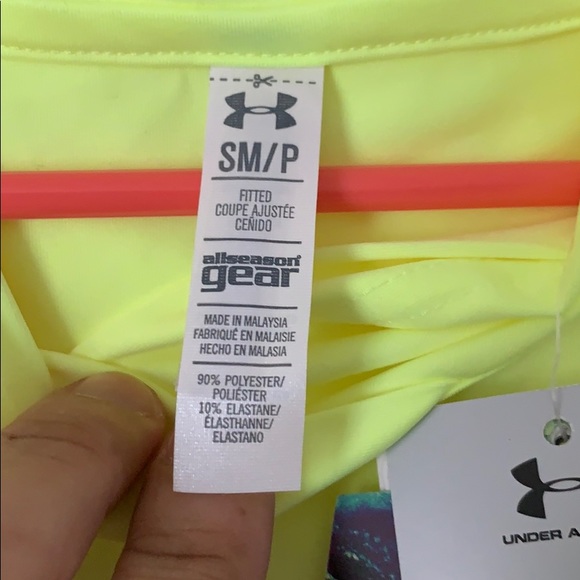 SM/P
FITTED
COUPE AJUSTÉE
CEÑIDO
allseason
gear
MADE IN MALAYSIA
FABRIQUÉ EN MALAISIE
HECHO EN MALASIA
90% POLYESTER/
POLIÉSTER
10% ELASTANE/
ÉLASTHANNE/
ELASTANO
UNDER A